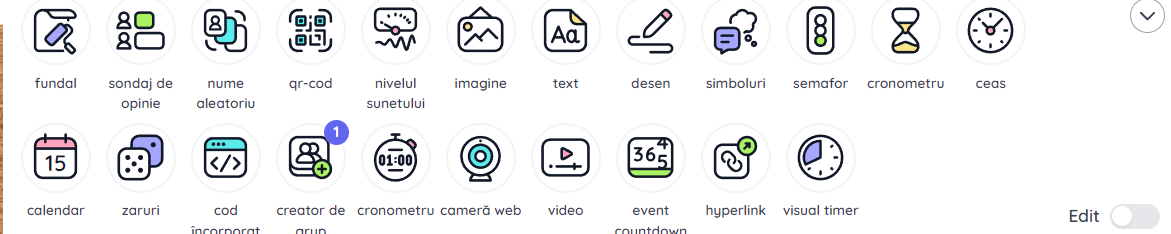 Aa
fundal
sondaj de
opinie
nume
aleatoriu
qr-cod
nivelul
sunetului
imagine
text
desen
simboluri
semafor
cronometru
ceas
15
</>
1
01:00
365
4
calendar
zaruri
cod
încorporat
creator de
grup
cronometru
cameră web
video
event
countdown
hyperlink
visual timer
Edit